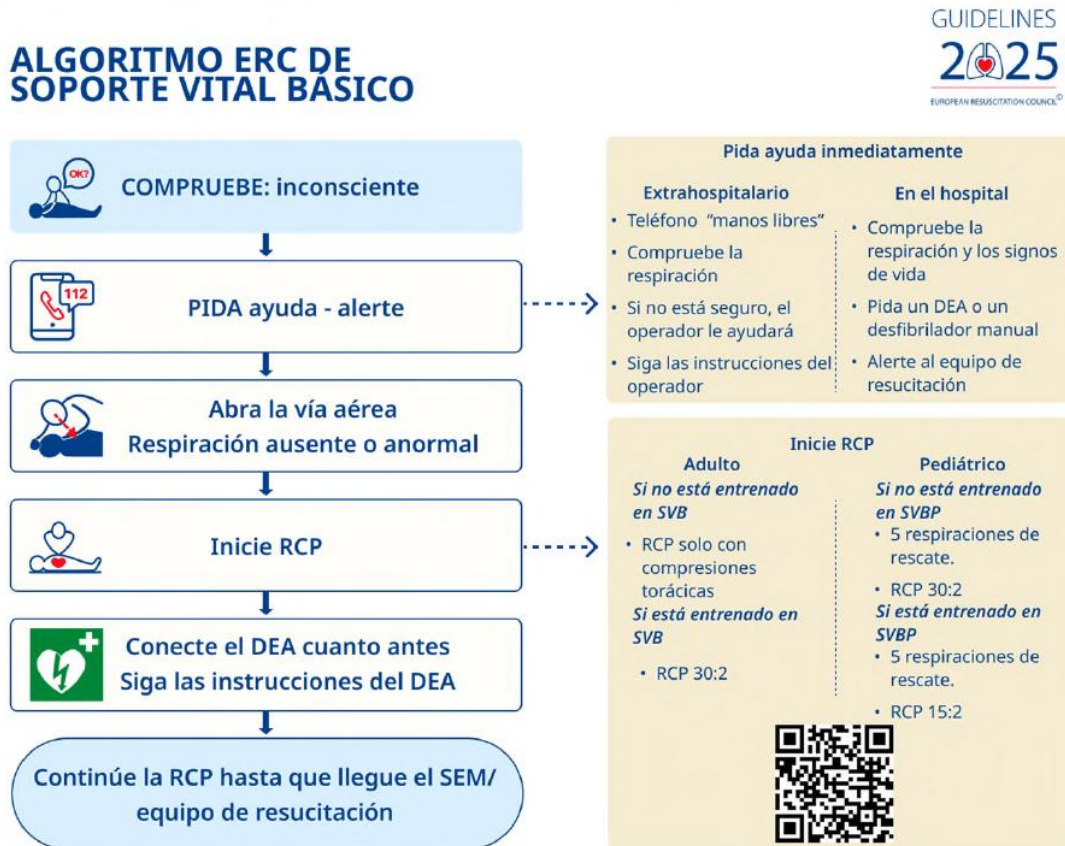 GUIDELINES
2025
EUROPEAN RESUSCITATION COUNCIL©
ALGORITMO ERC DE
SOPORTE VITAL BÁSICO
OK?
COMPRUEBE: inconsciente
112
PIDA ayuda - alerte
Abra la vía aérea
Respiración ausente o anormal
Inicie RCP
Conecte el DEA cuanto antes
Siga las instrucciones del DEA
Continúe la RCP hasta que llegue el SEM/
equipo de resucitación
Pida ayuda inmediatamente
Extrahospitalario
• Teléfono “manos libres”
• Compruebe la
respiración
• Si no está seguro, el
operador le ayudará
• Siga las instrucciones del
operador
En el hospital
• Compruebe la
respiración y los signos
de vida
• Pida un DEA o un
desfibrilador manual
• Alerte al equipo de
resucitación
Inicie RCP
Adulto
Si no está entrenado
en SVB
• RCP solo con
compresiones
torácicas
Si está entrenado en
SVB
• RCP 30:2
Pediátrico
Si no está entrenado
en SVBP
• 5 respiraciones de
rescate.
• RCP 30:2
Si está entrenado en
SVBP
• 5 respiraciones de
rescate.
• RCP 15:2